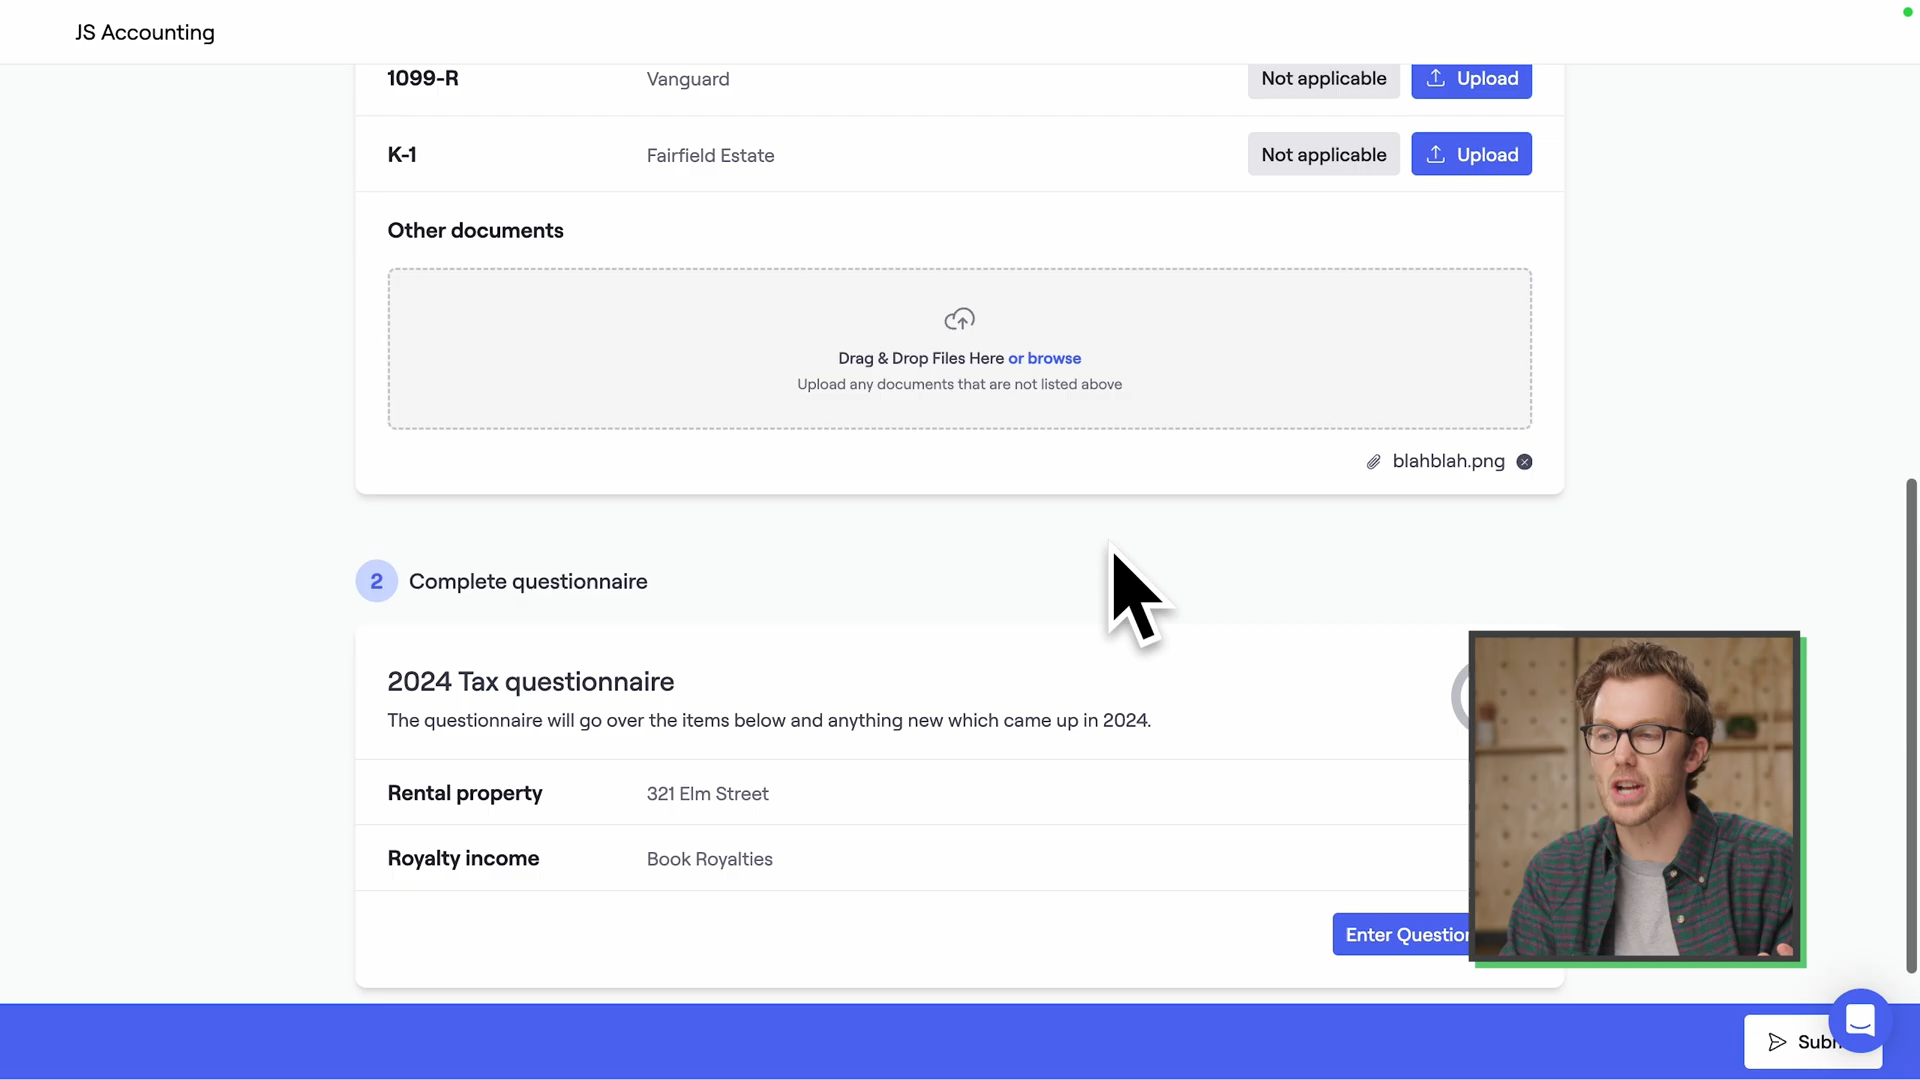 JS Accounting
1099-R Vanguard Not applicable Upload
K-1 Fairfield Estate Not applicable Upload
Other documents
Drag & Drop Files Here or browse
Upload any documents that are not listed above
blahblah.png
2 Complete questionnaire
2024 Tax questionnaire
The questionnaire will go over the items below and anything new which came up in 2024.
Rental property 321 Elm Street
Royalty income Book Royalties
Enter